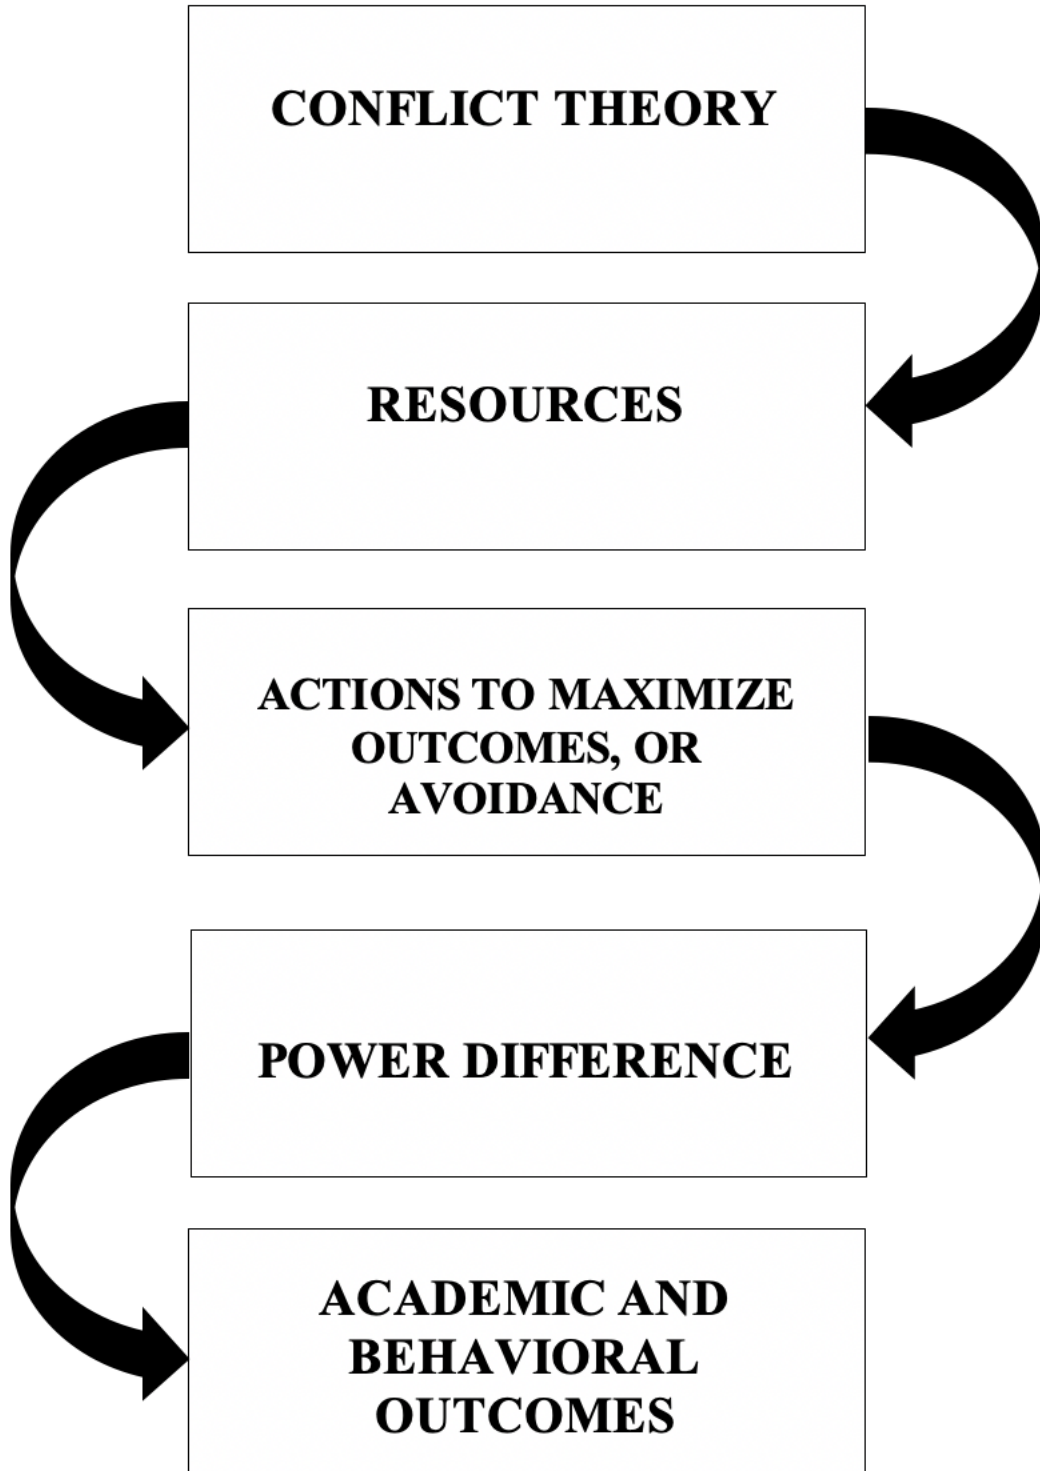 CONFLICT THEORY
RESOURCES
ACTIONS TO MAXIMIZE
OUTCOMES, OR
AVOIDANCE
POWER DIFFERENCE
ACADEMIC AND
BEHAVIORAL
OUTCOMES